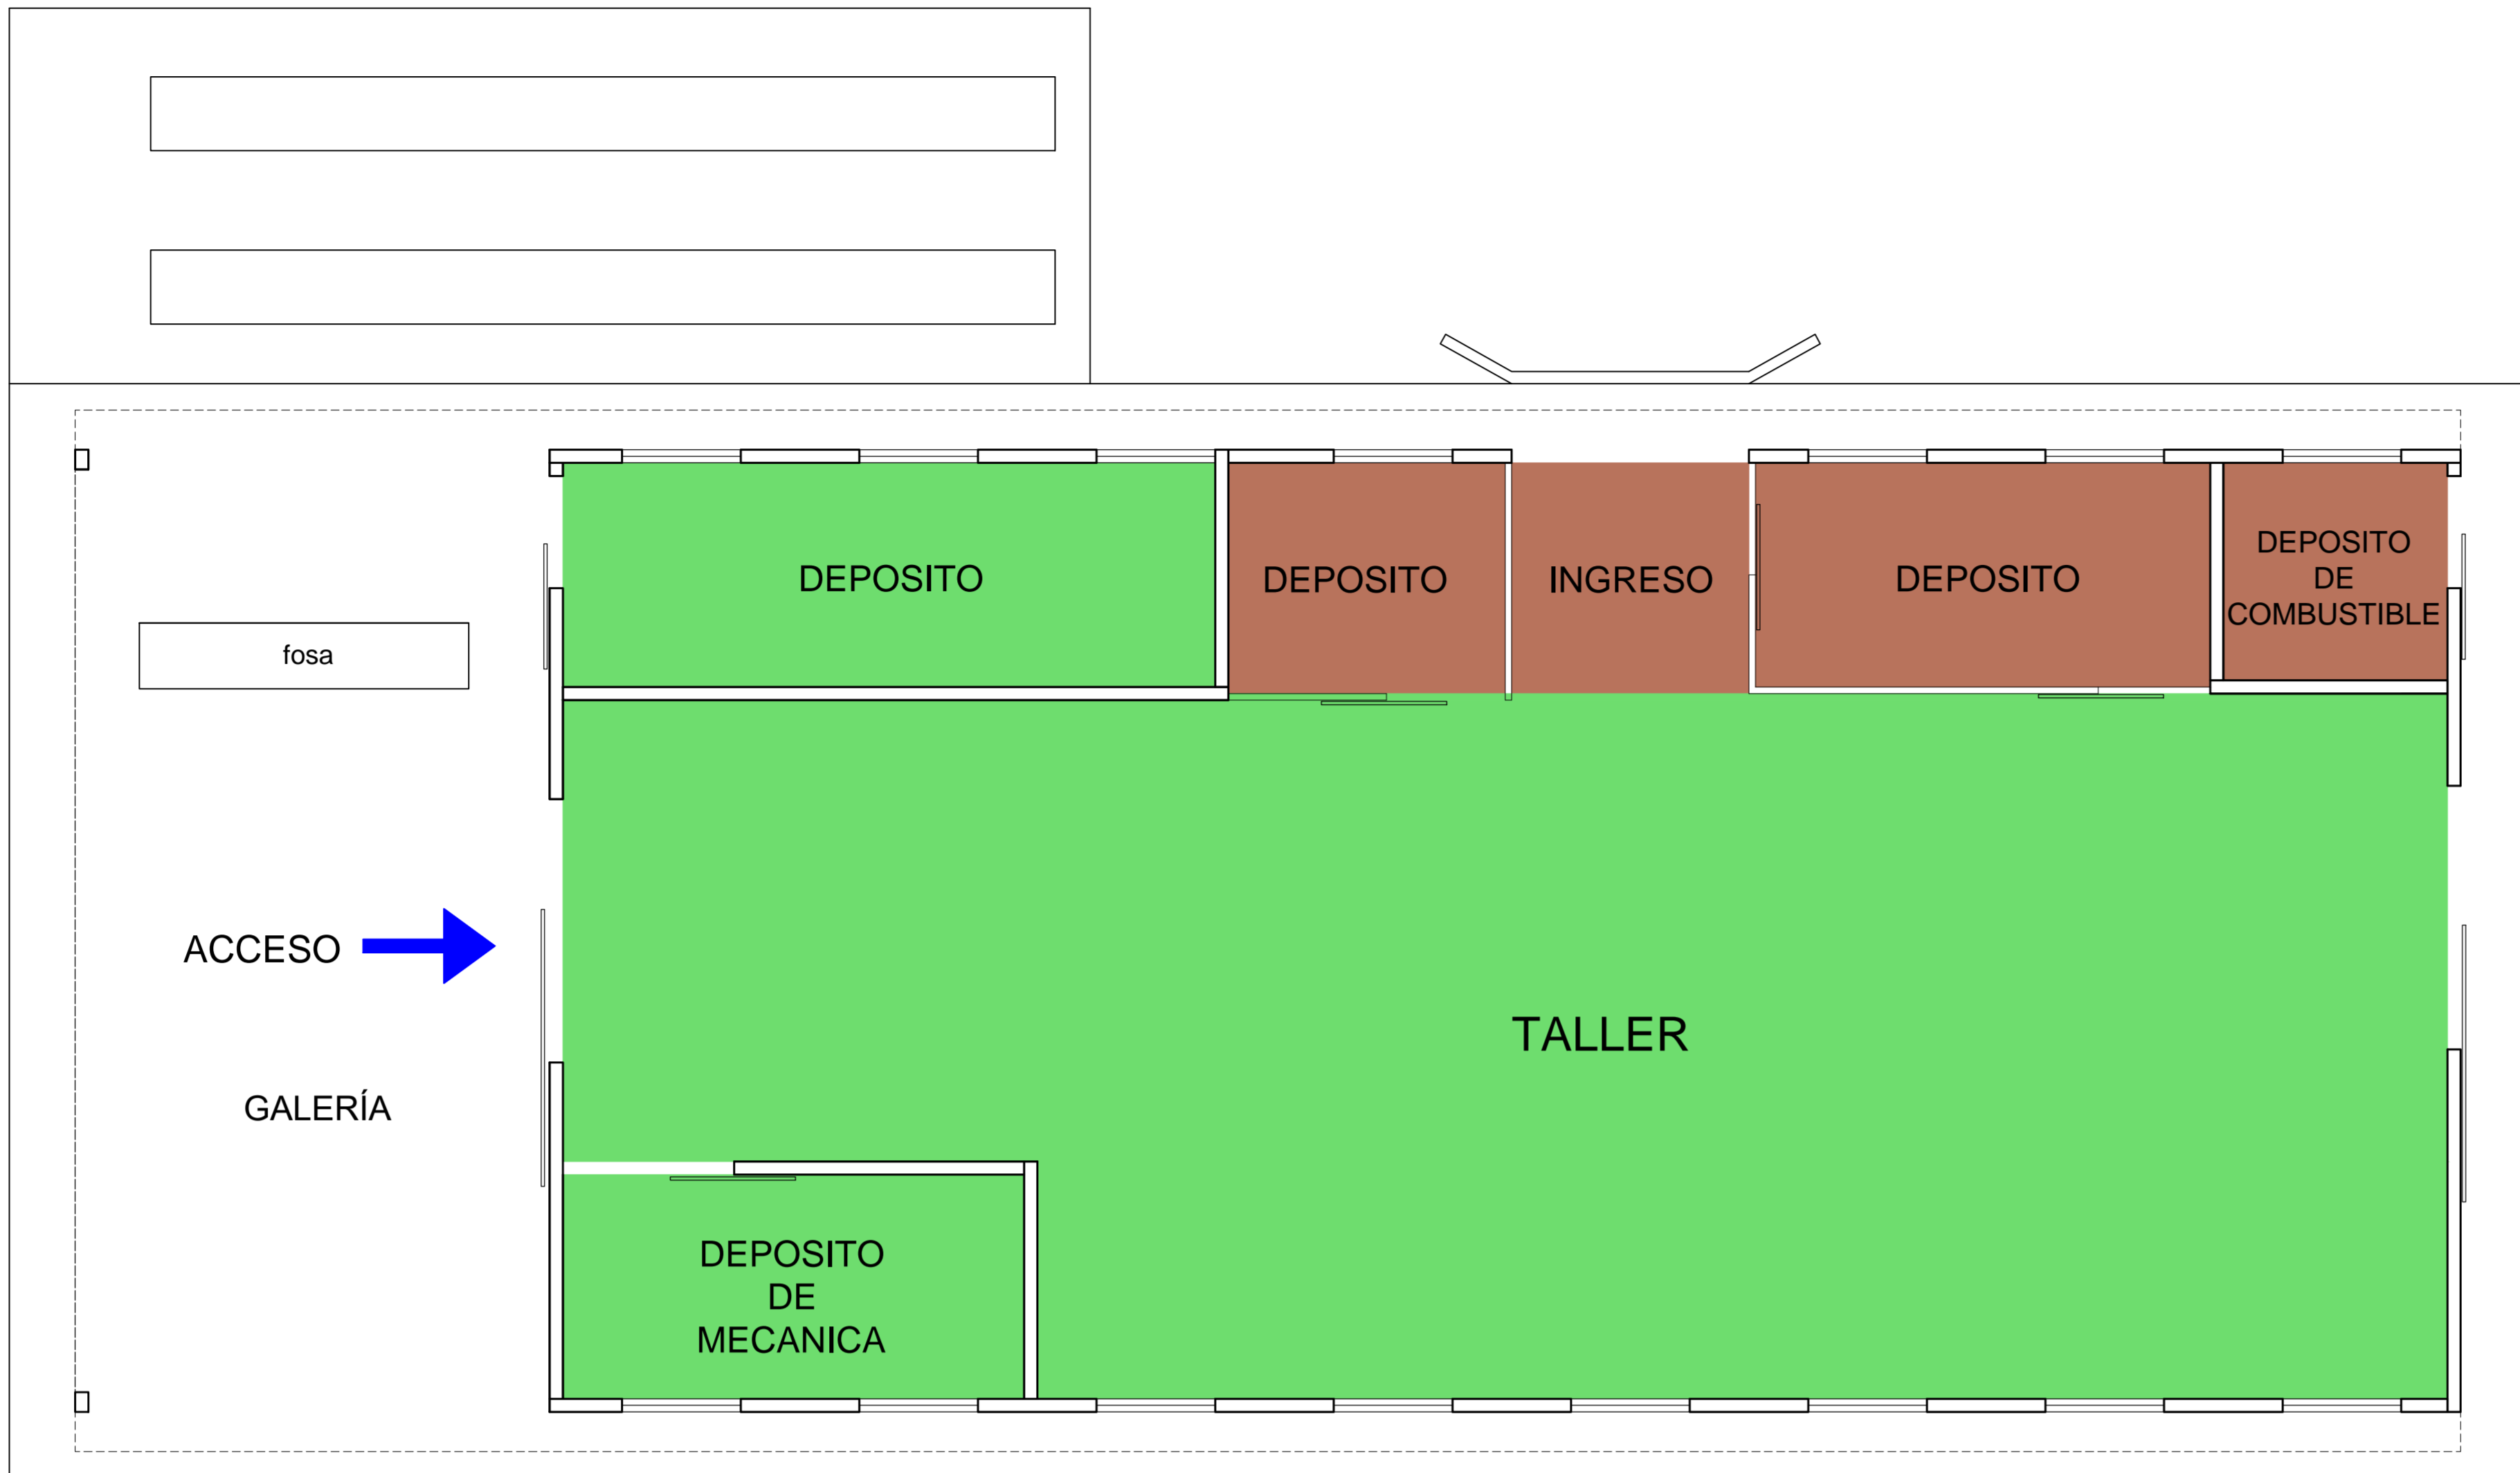 DEPOSITO
DEPOSITO
INGRESO
DEPOSITO
DEPOSITO
DE
COMBUSTIBLE
fosa
ACCESO
TALLER
GALERÍA
DEPOSITO
DE
MECANICA